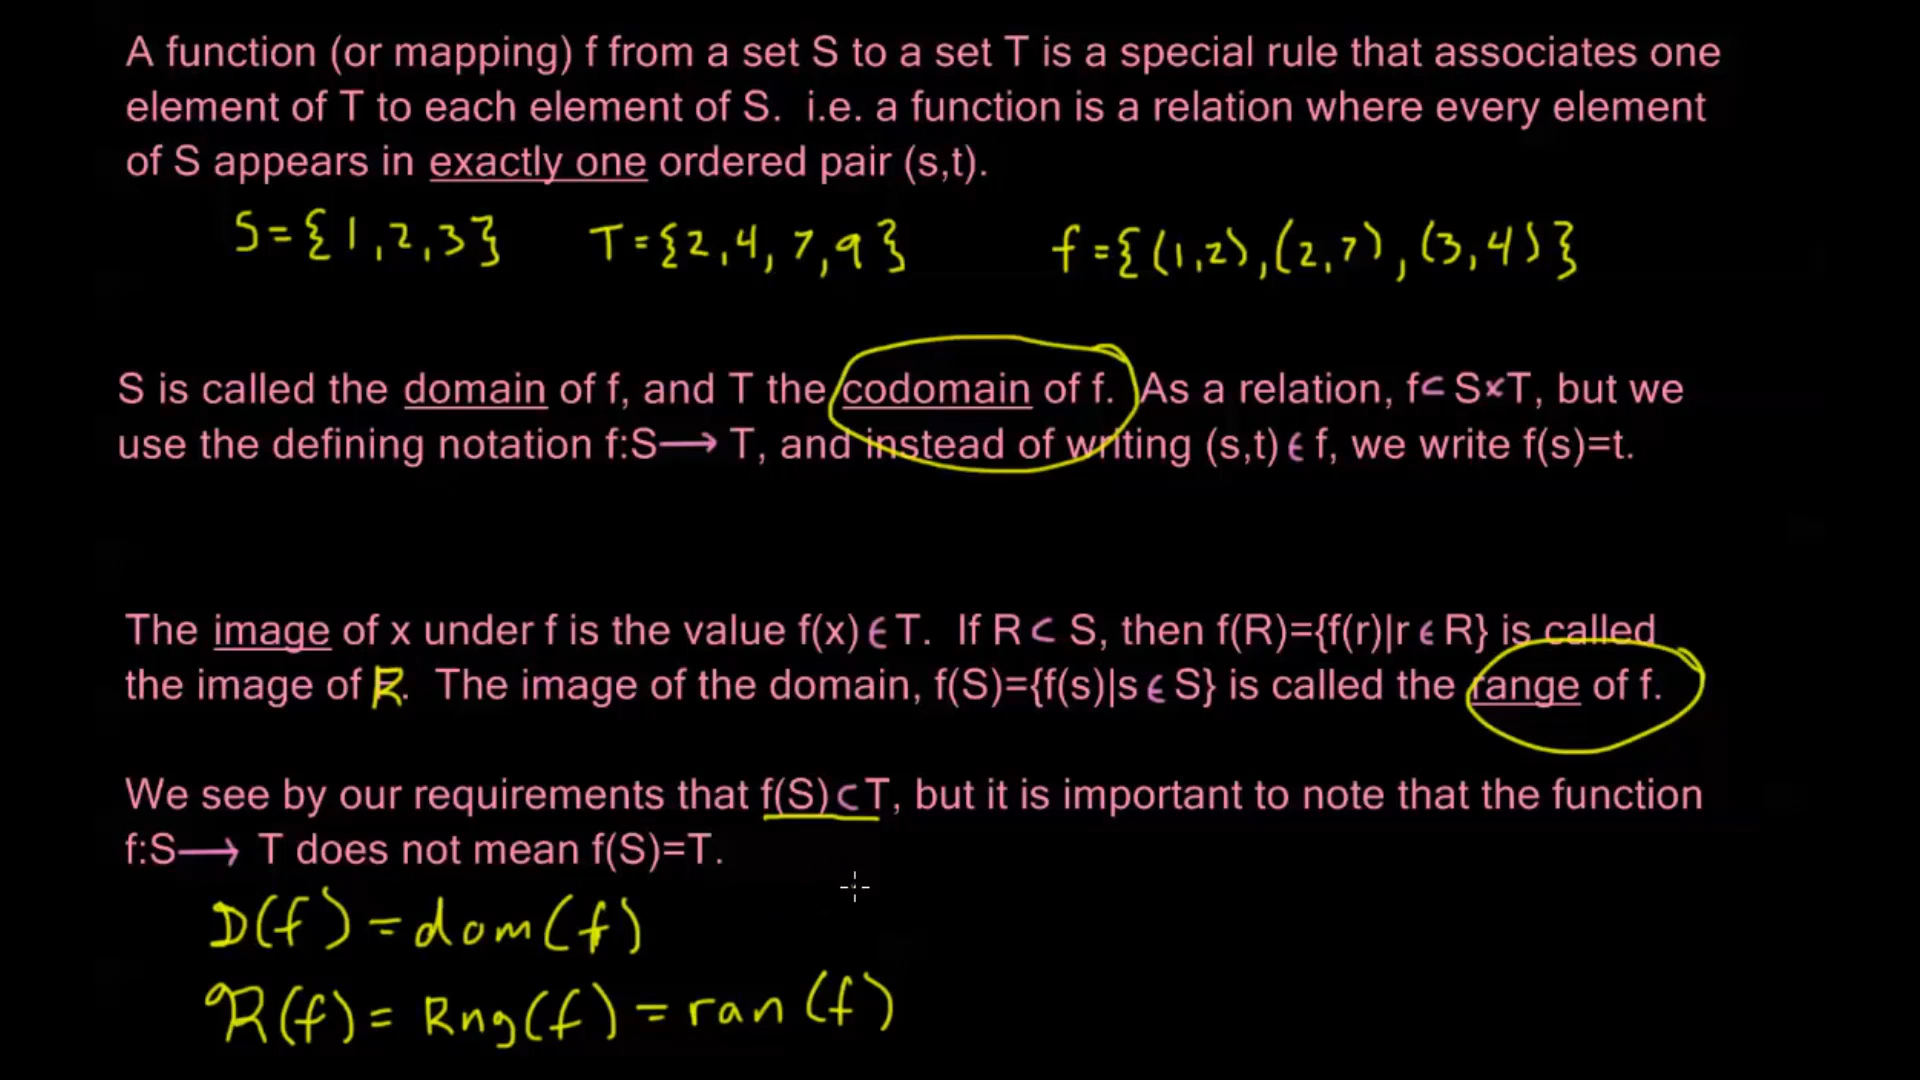 A function (or mapping) f from a set S to a set T is a special rule that associates one
element of T to each element of S.  i.e. a function is a relation where every element
of S appears in exactly one ordered pair (s,t).
S={1,2,3} T={2,4,7,9} f={(1,2),(2,7),(3,4)}
S is called the domain of f, and T the codomain of f.  As a relation, f⊂S×T, but we
use the defining notation f:S⟶ T, and instead of writing (s,t)∈f, we write f(s)=t.
The image of x under f is the value f(x)∈T.  If R⊂S, then f(R)={f(r)|r∈R} is called
the image of R.  The image of the domain, f(S)={f(s)|s∈S} is called the range of f.
We see by our requirements that f(S)⊂T, but it is important to note that the function
f:S⟶ T does not mean f(S)=T.
D(f)=dom(f)
R(f)=Rng(f)=ran(f)